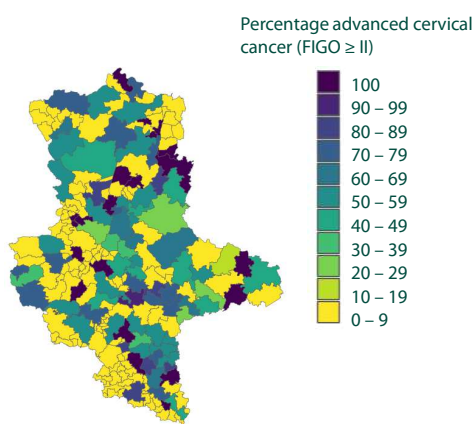 Percentage advanced cervical
cancer (FIGO ≥ II)
100
90 – 99
80 – 89
70 – 79
60 – 69
50 – 59
40 – 49
30 – 39
20 – 29
10 – 19
0 – 9